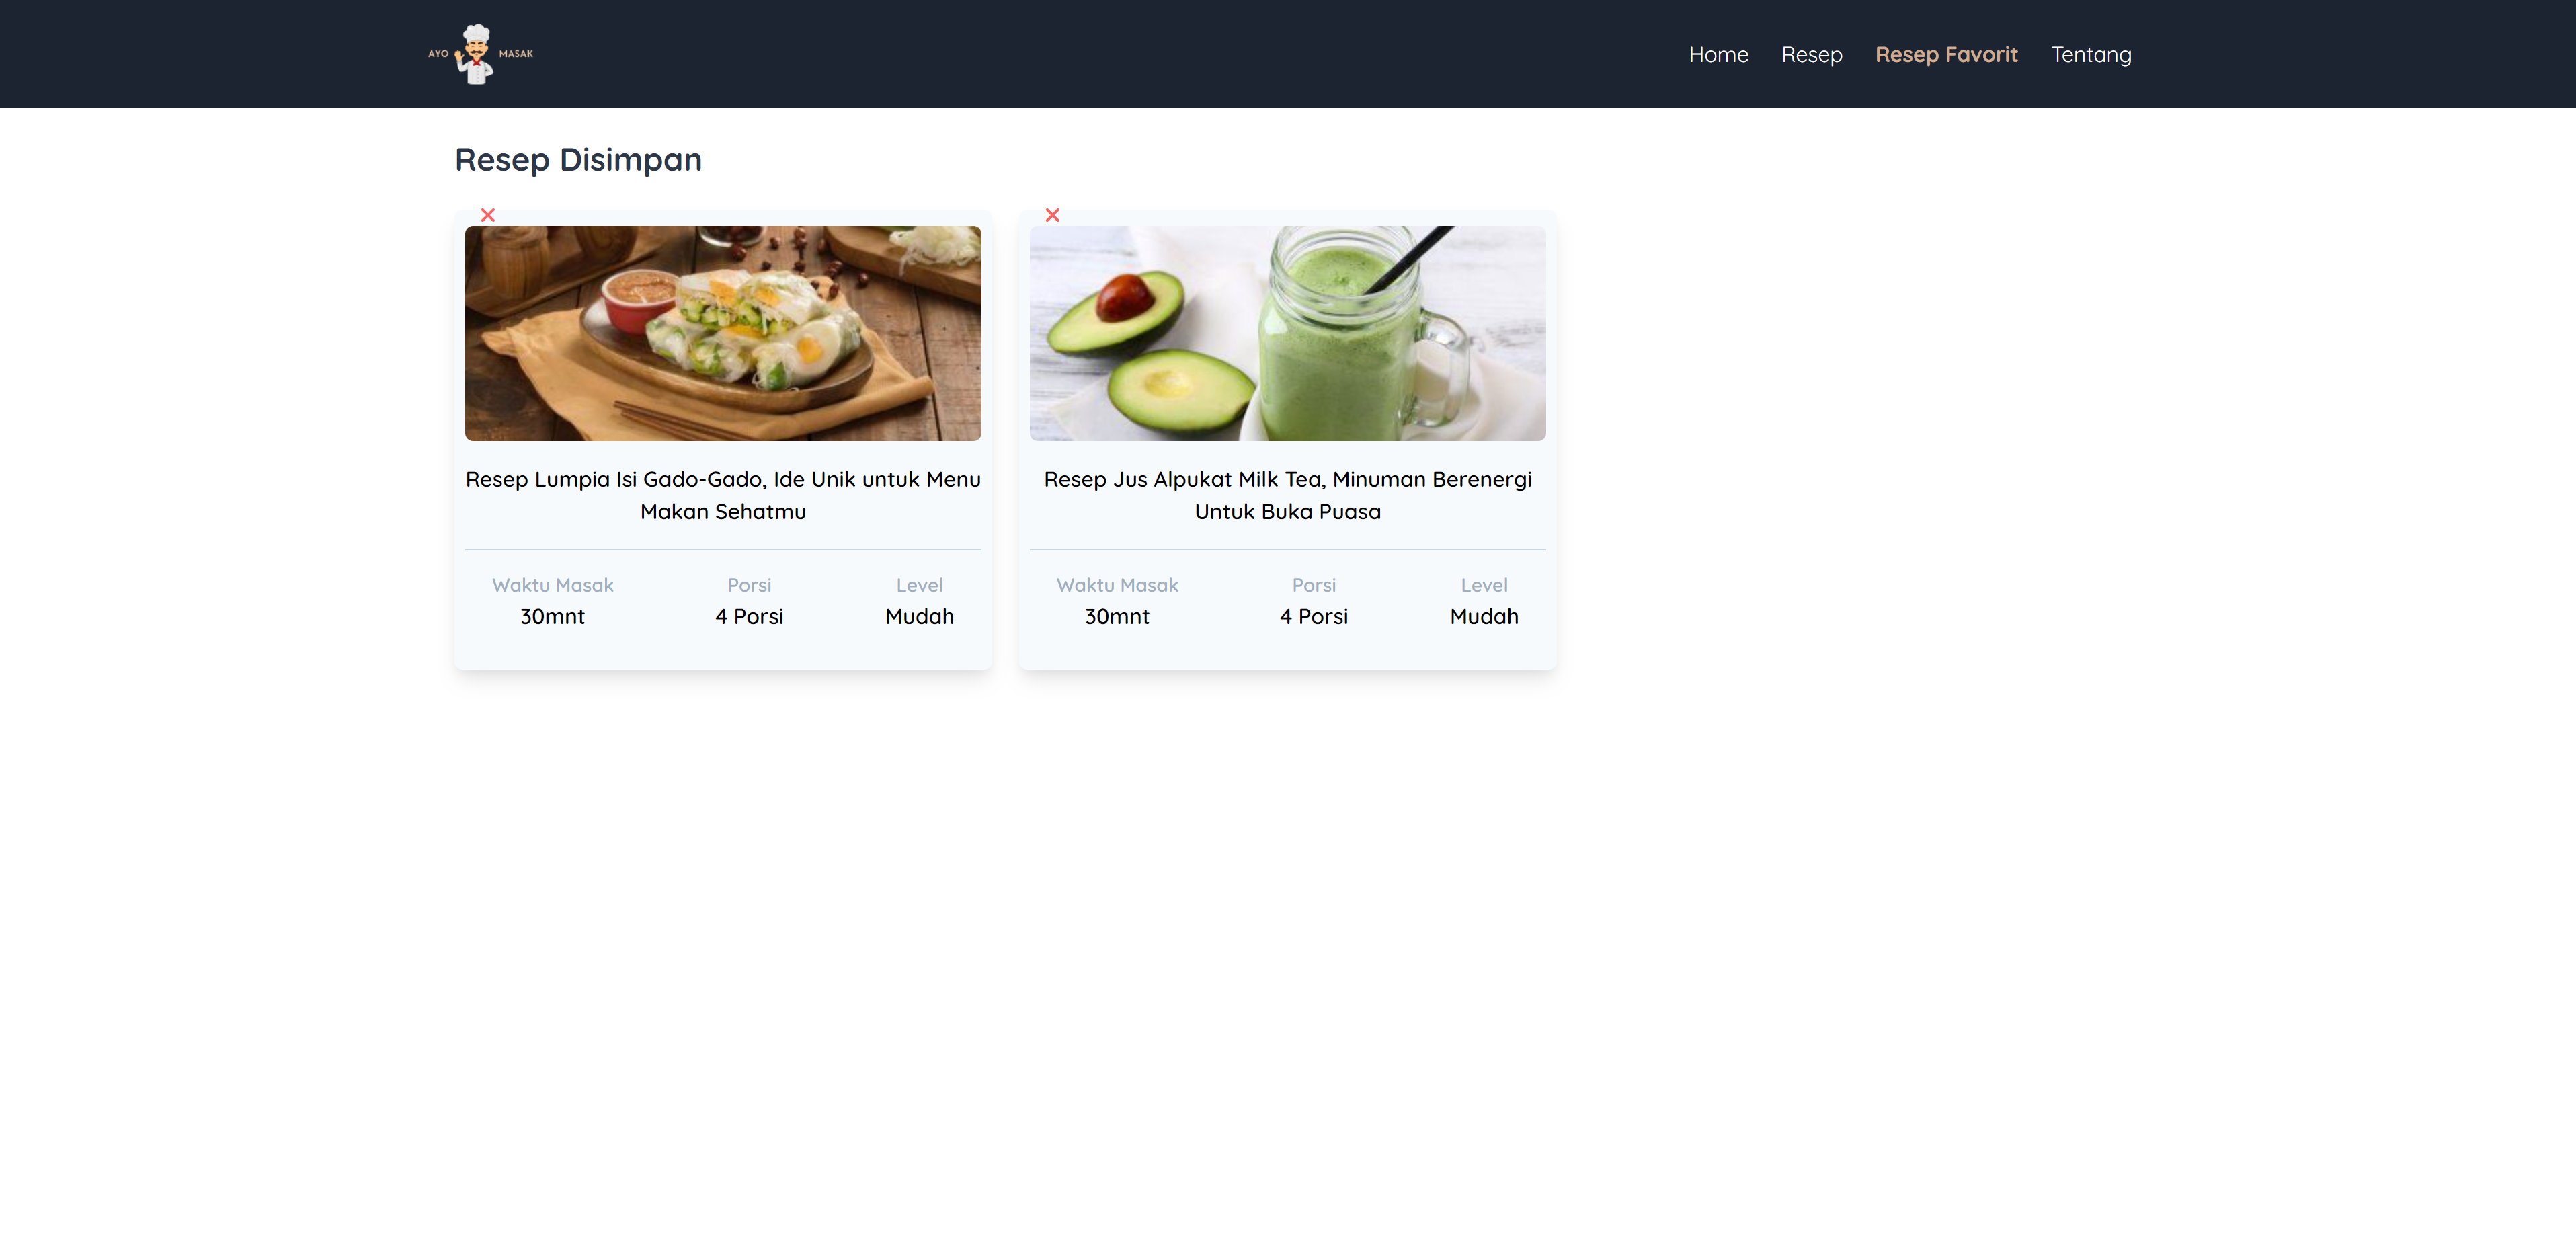 AYO MASAK
Home Resep Resep Favorit Tentang
Resep Disimpan
Resep Lumpia Isi Gado-Gado, Ide Unik untuk Menu
Makan Sehatmu
Waktu Masak Porsi Level
30mnt 4 Porsi Mudah
Resep Jus Alpukat Milk Tea, Minuman Berenergi
Untuk Buka Puasa
Waktu Masak Porsi Level
30mnt 4 Porsi Mudah